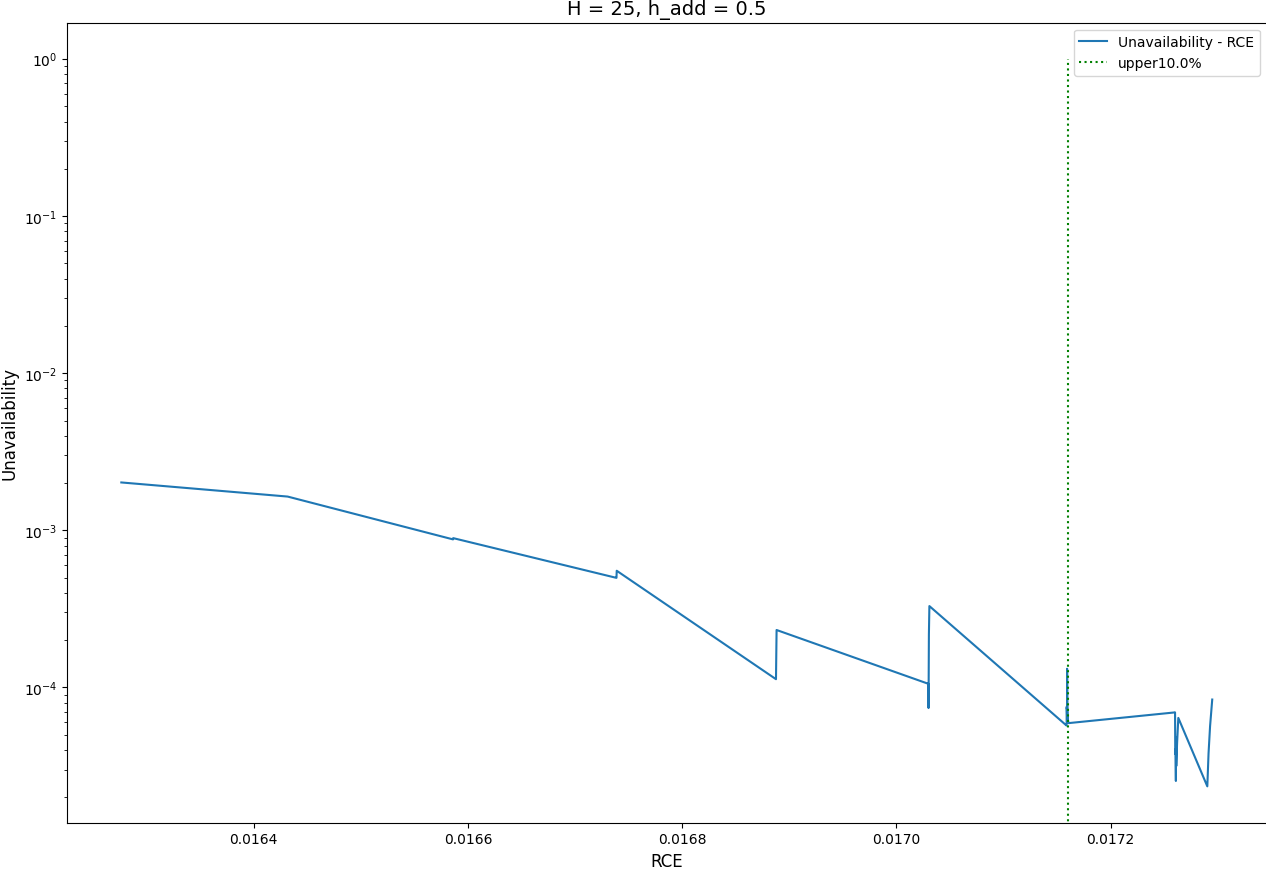 H = 25, h_add = 0.5
Unavailability - RCE
upper10.0%
10⁰
10⁻¹
10⁻²
10⁻³
10⁻⁴
Unavailability
0.0164 0.0166 0.0168 0.0170 0.0172
RCE